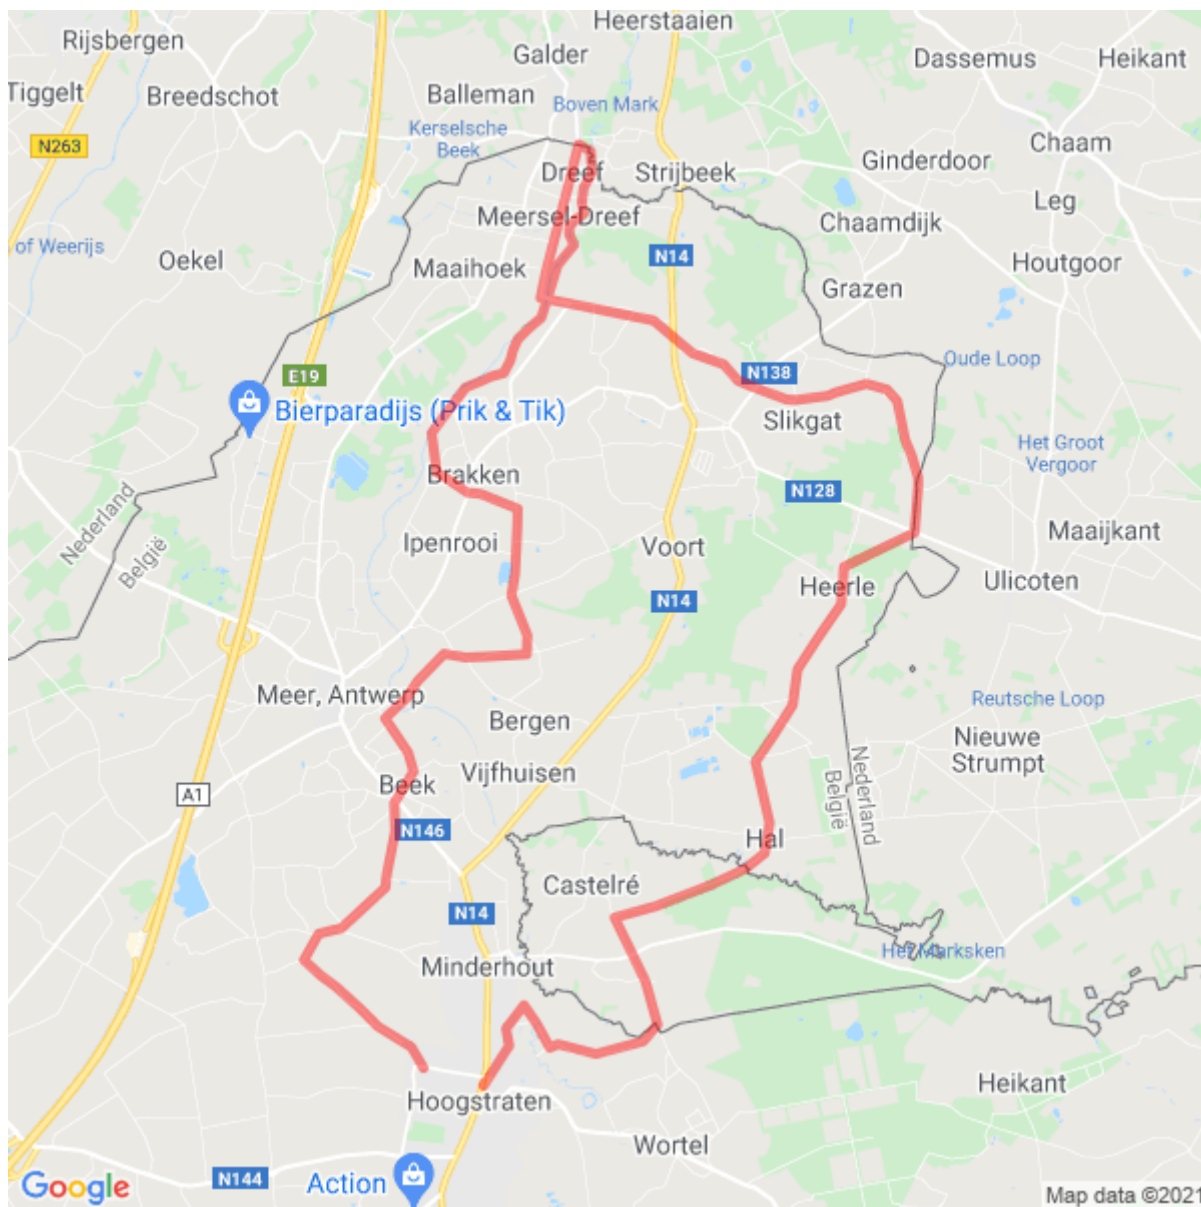 Heerstaaien
Rijsbergen
Galder
Dassemus
Heikant
Tiggelt
Breedschot
Balleman
Boven Mark
N263
Kerselsche
Beek
Chaam
Ginderdoor
Dreef
Strijbeek
Leg
Meersel-Dreef
Chaamdijk
of Weerijs
Oekel
Maaihoek
N14
Houtgoor
Grazen
Oude Loop
E19
N138
Bierparadijs (Prik & Tik)
Slikgat
Het Groot
Vergoor
Brakken
N128
Nederland
België
Ipenrooi
Voort
Maaijkant
Heerle
Ulicoten
N14
Meer, Antwerp
Reutsche Loop
Bergen
Nieuwe
Strumpt
Vijfhuisen
Nederland
België
Beek
A1
N146
Hal
Castelré
N14
Het Marksken
Minderhout
Heikant
Hoogstraten
Wortel
N144
Action
Google
Map data ©2021